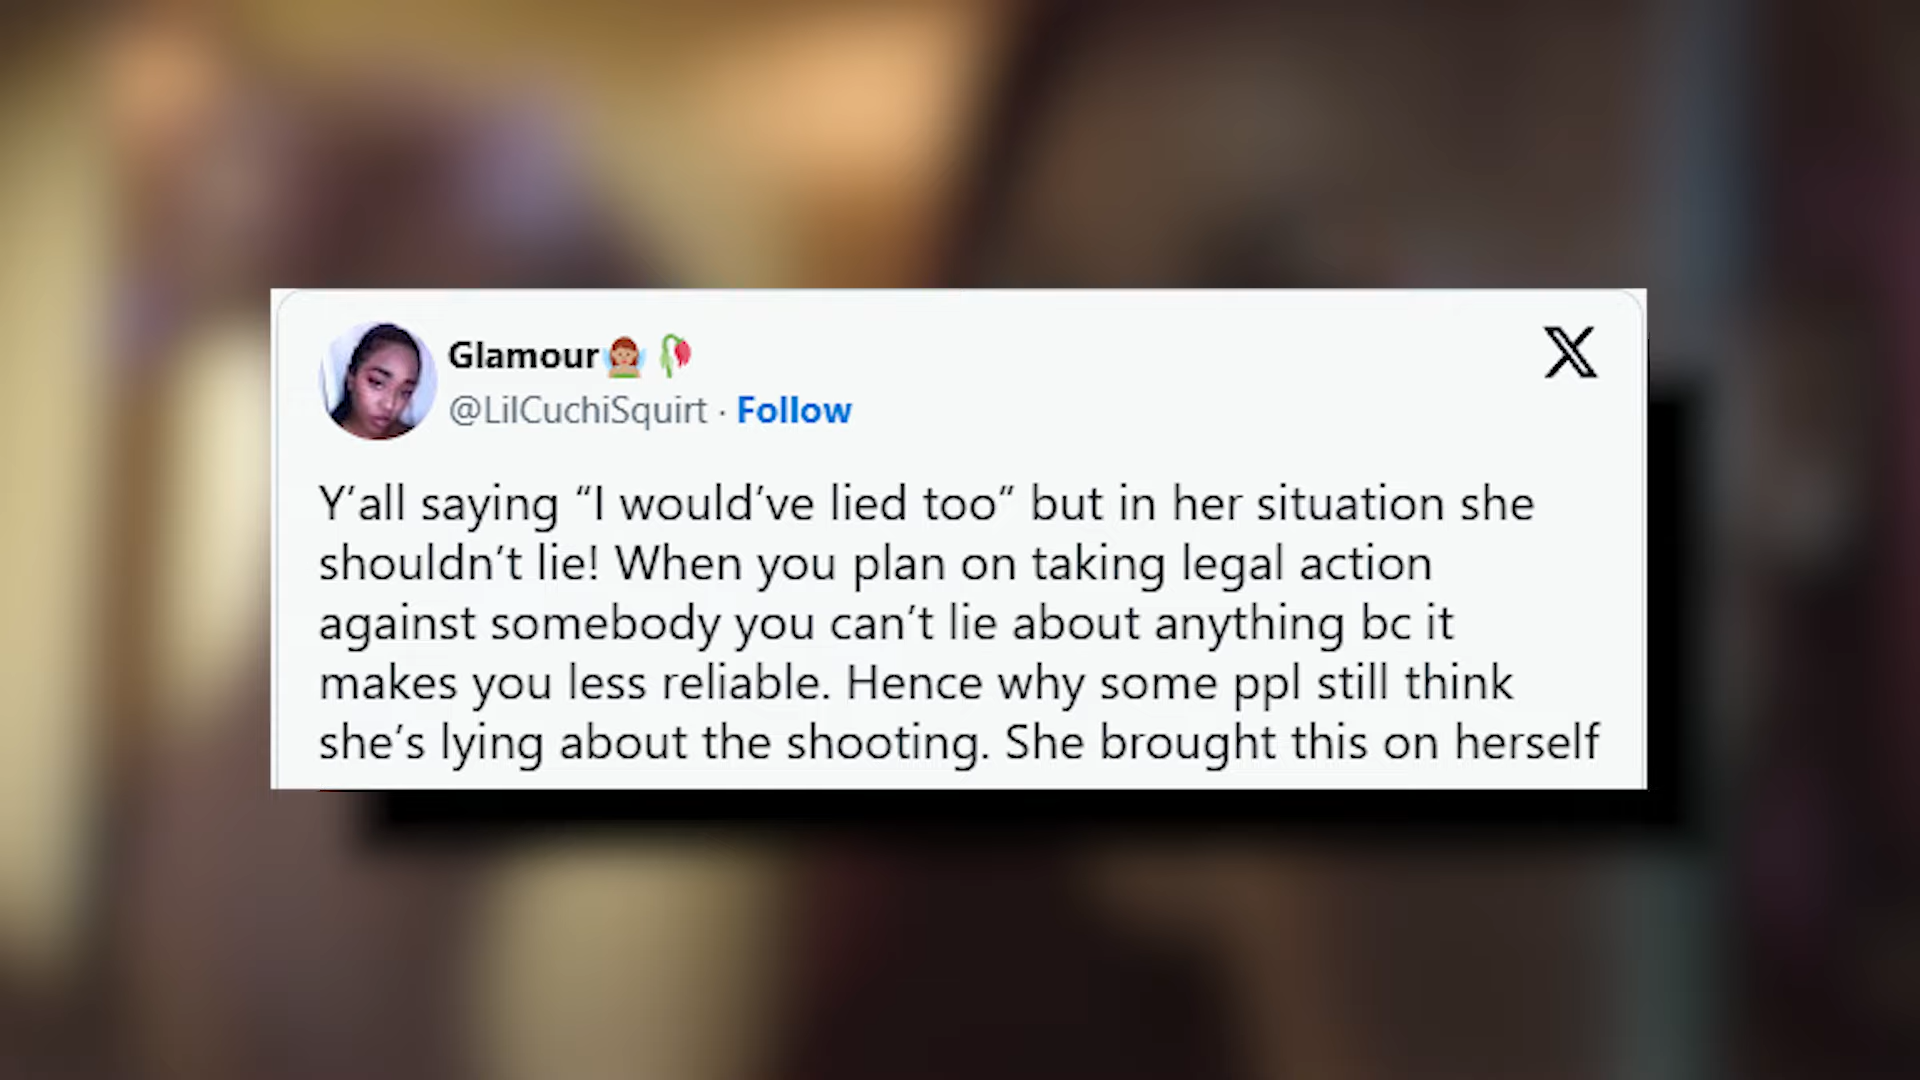 Glamour
@LilCuchiSquirt · Follow
Y’all saying “I would’ve lied too” but in her situation she
shouldn’t lie! When you plan on taking legal action
against somebody you can’t lie about anything bc it
makes you less reliable. Hence why some ppl still think
she’s lying about the shooting. She brought this on herself